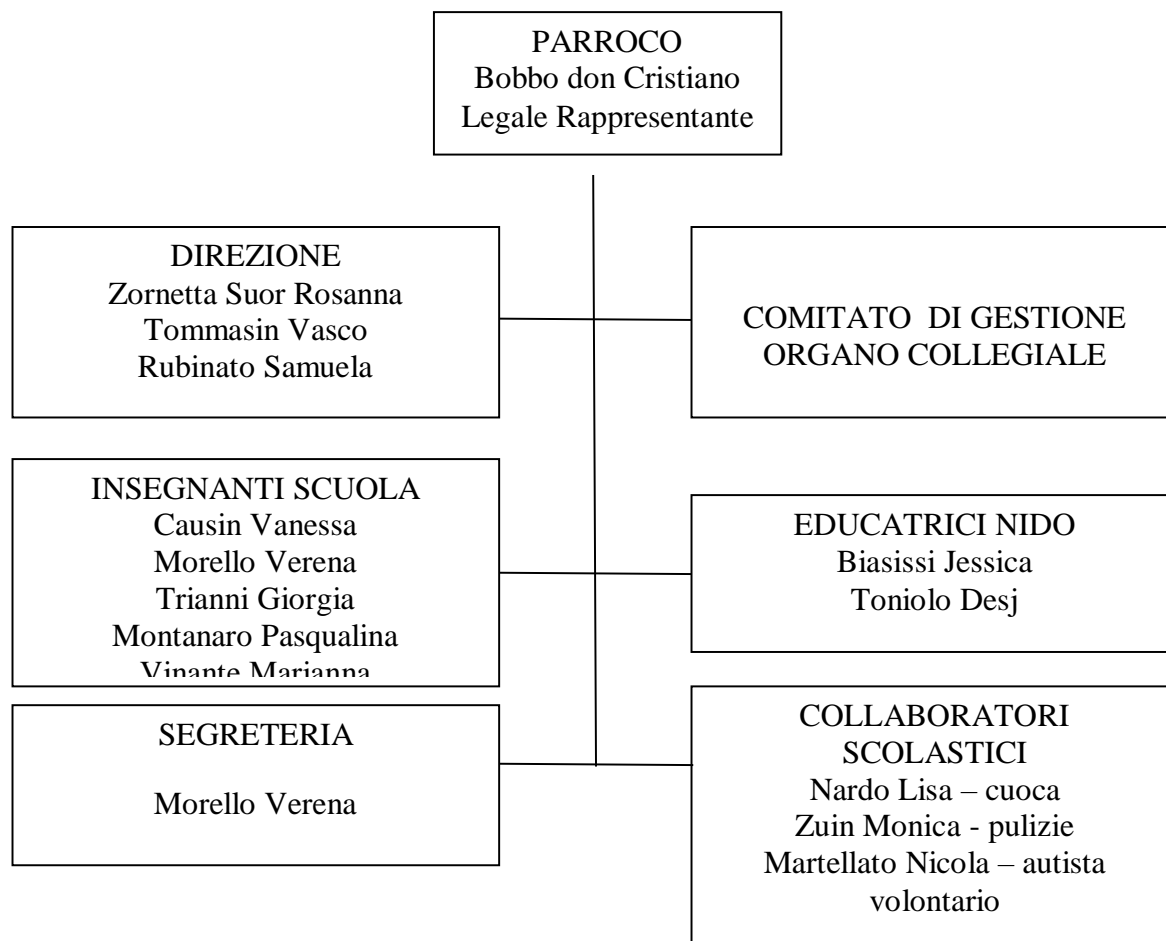 PARROCO
Bobbo don Cristiano
Legale Rappresentante
DIREZIONE
Zornetta Suor Rosanna
Tommasin Vasco
Rubinato Samuela
COMITATO DI GESTIONE
ORGANO COLLEGIALE
INSEGNANTI SCUOLA
Causin Vanessa
Morello Verena
Trianni Giorgia
Montanaro Pasqualina
Vinante Marianna
EDUCATRICI NIDO
Biasissi Jessica
Toniolo Desj
SEGRETERIA
Morello Verena
COLLABORATORI
SCOLASTICI
Nardo Lisa – cuoca
Zuin Monica - pulizie
Martellato Nicola – autista
volontario